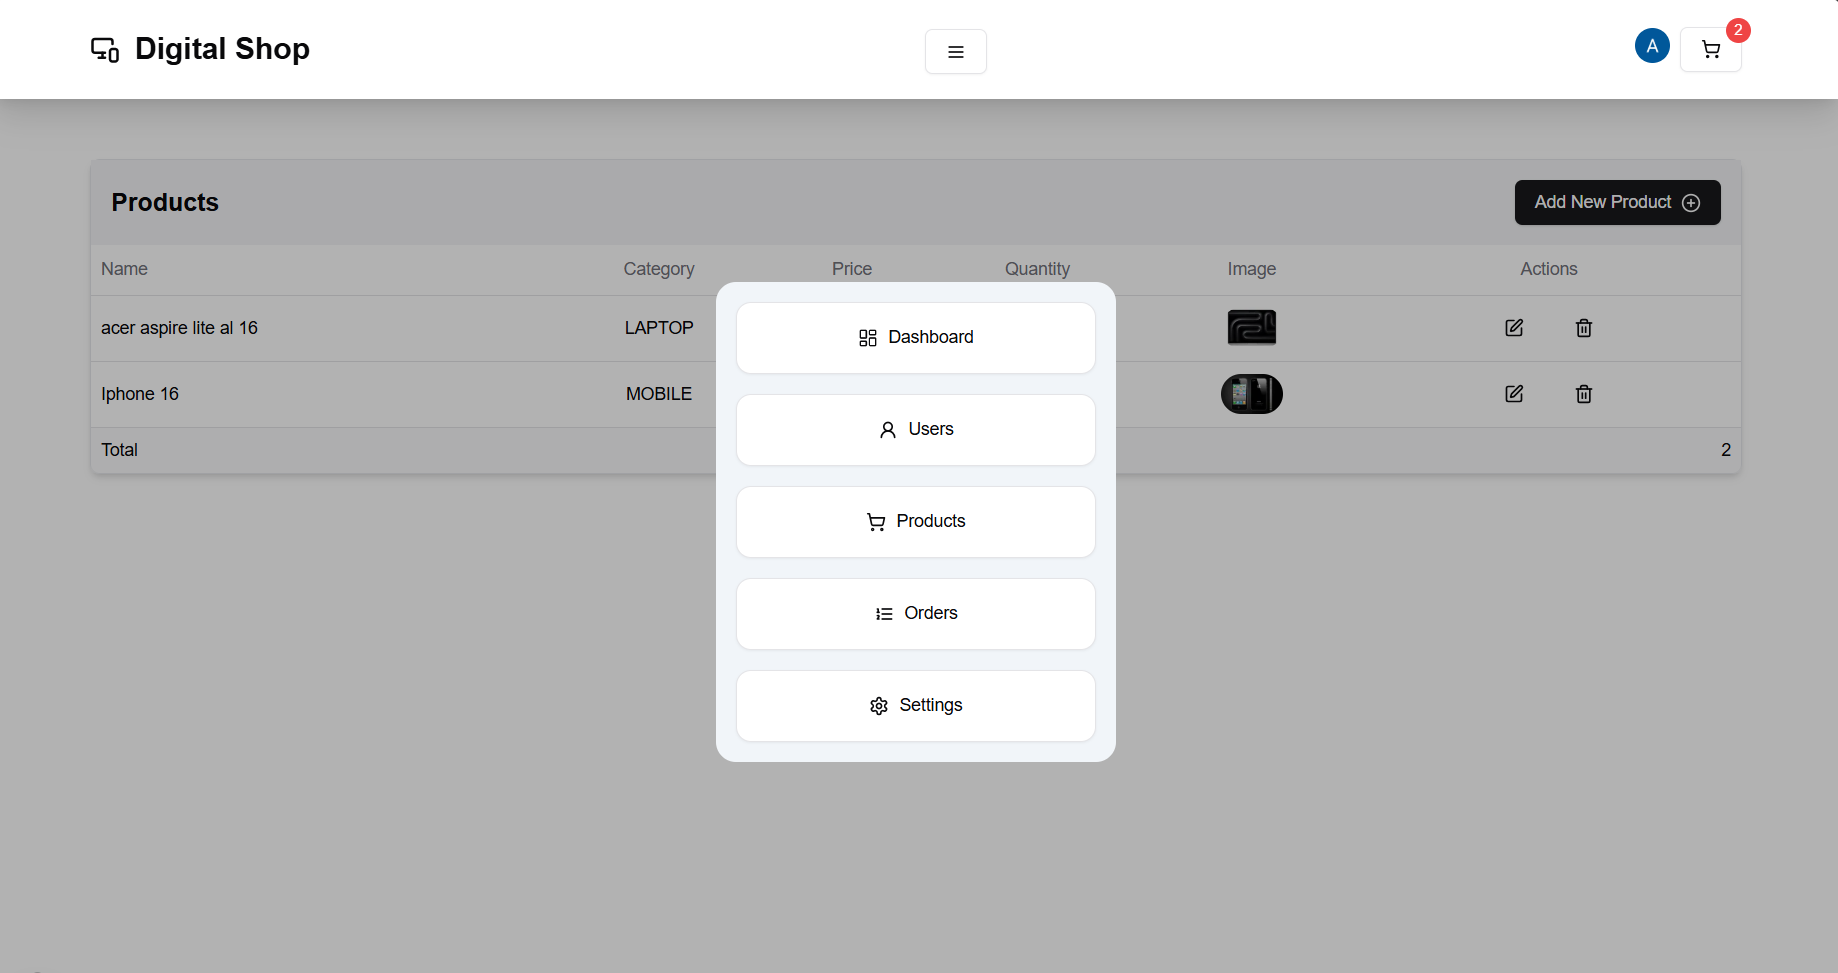 Digital Shop
A
2
Products
Add New Product
Name Category Price Quantity Image Actions
acer aspire lite al 16 LAPTOP
Iphone 16 MOBILE
Total 2
Dashboard
Users
Products
Orders
Settings